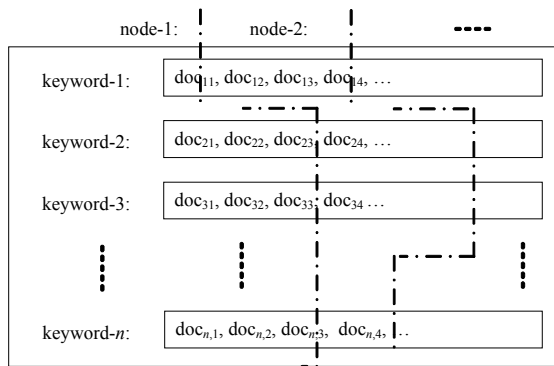 node-1: node-2:
keyword-1: doc₁₁, doc₁₂, doc₁₃, doc₁₄, …
keyword-2: doc₂₁, doc₂₂, doc₂₃, doc₂₄, …
keyword-3: doc₃₁, doc₃₂, doc₃₃, doc₃₄ …
keyword-n: docₙ,₁, docₙ,₂, docₙ,₃, docₙ,₄, …